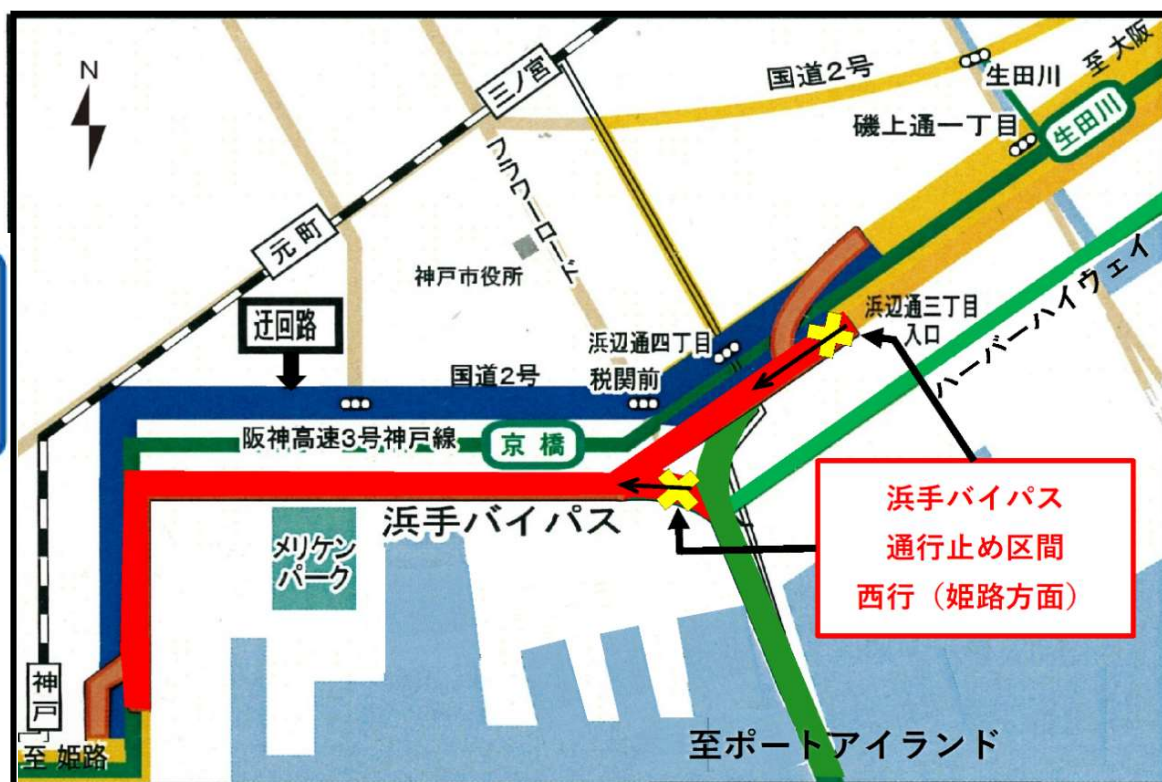 N
三ノ宮
国道2号
生田川
至 大阪
磯上通一丁目
生田川
フラワーロード
元町
神戸市役所
ハーバーハイウェイ
浜辺通三丁目
入口
迂回路
浜辺通四丁目
国道2号
税関前
阪神高速3号神戸線
京橋
浜手バイパス
メリケン
パーク
浜手バイパス
通行止め区間
西行（姫路方面）
神戸
至 姫路
至ポートアイランド